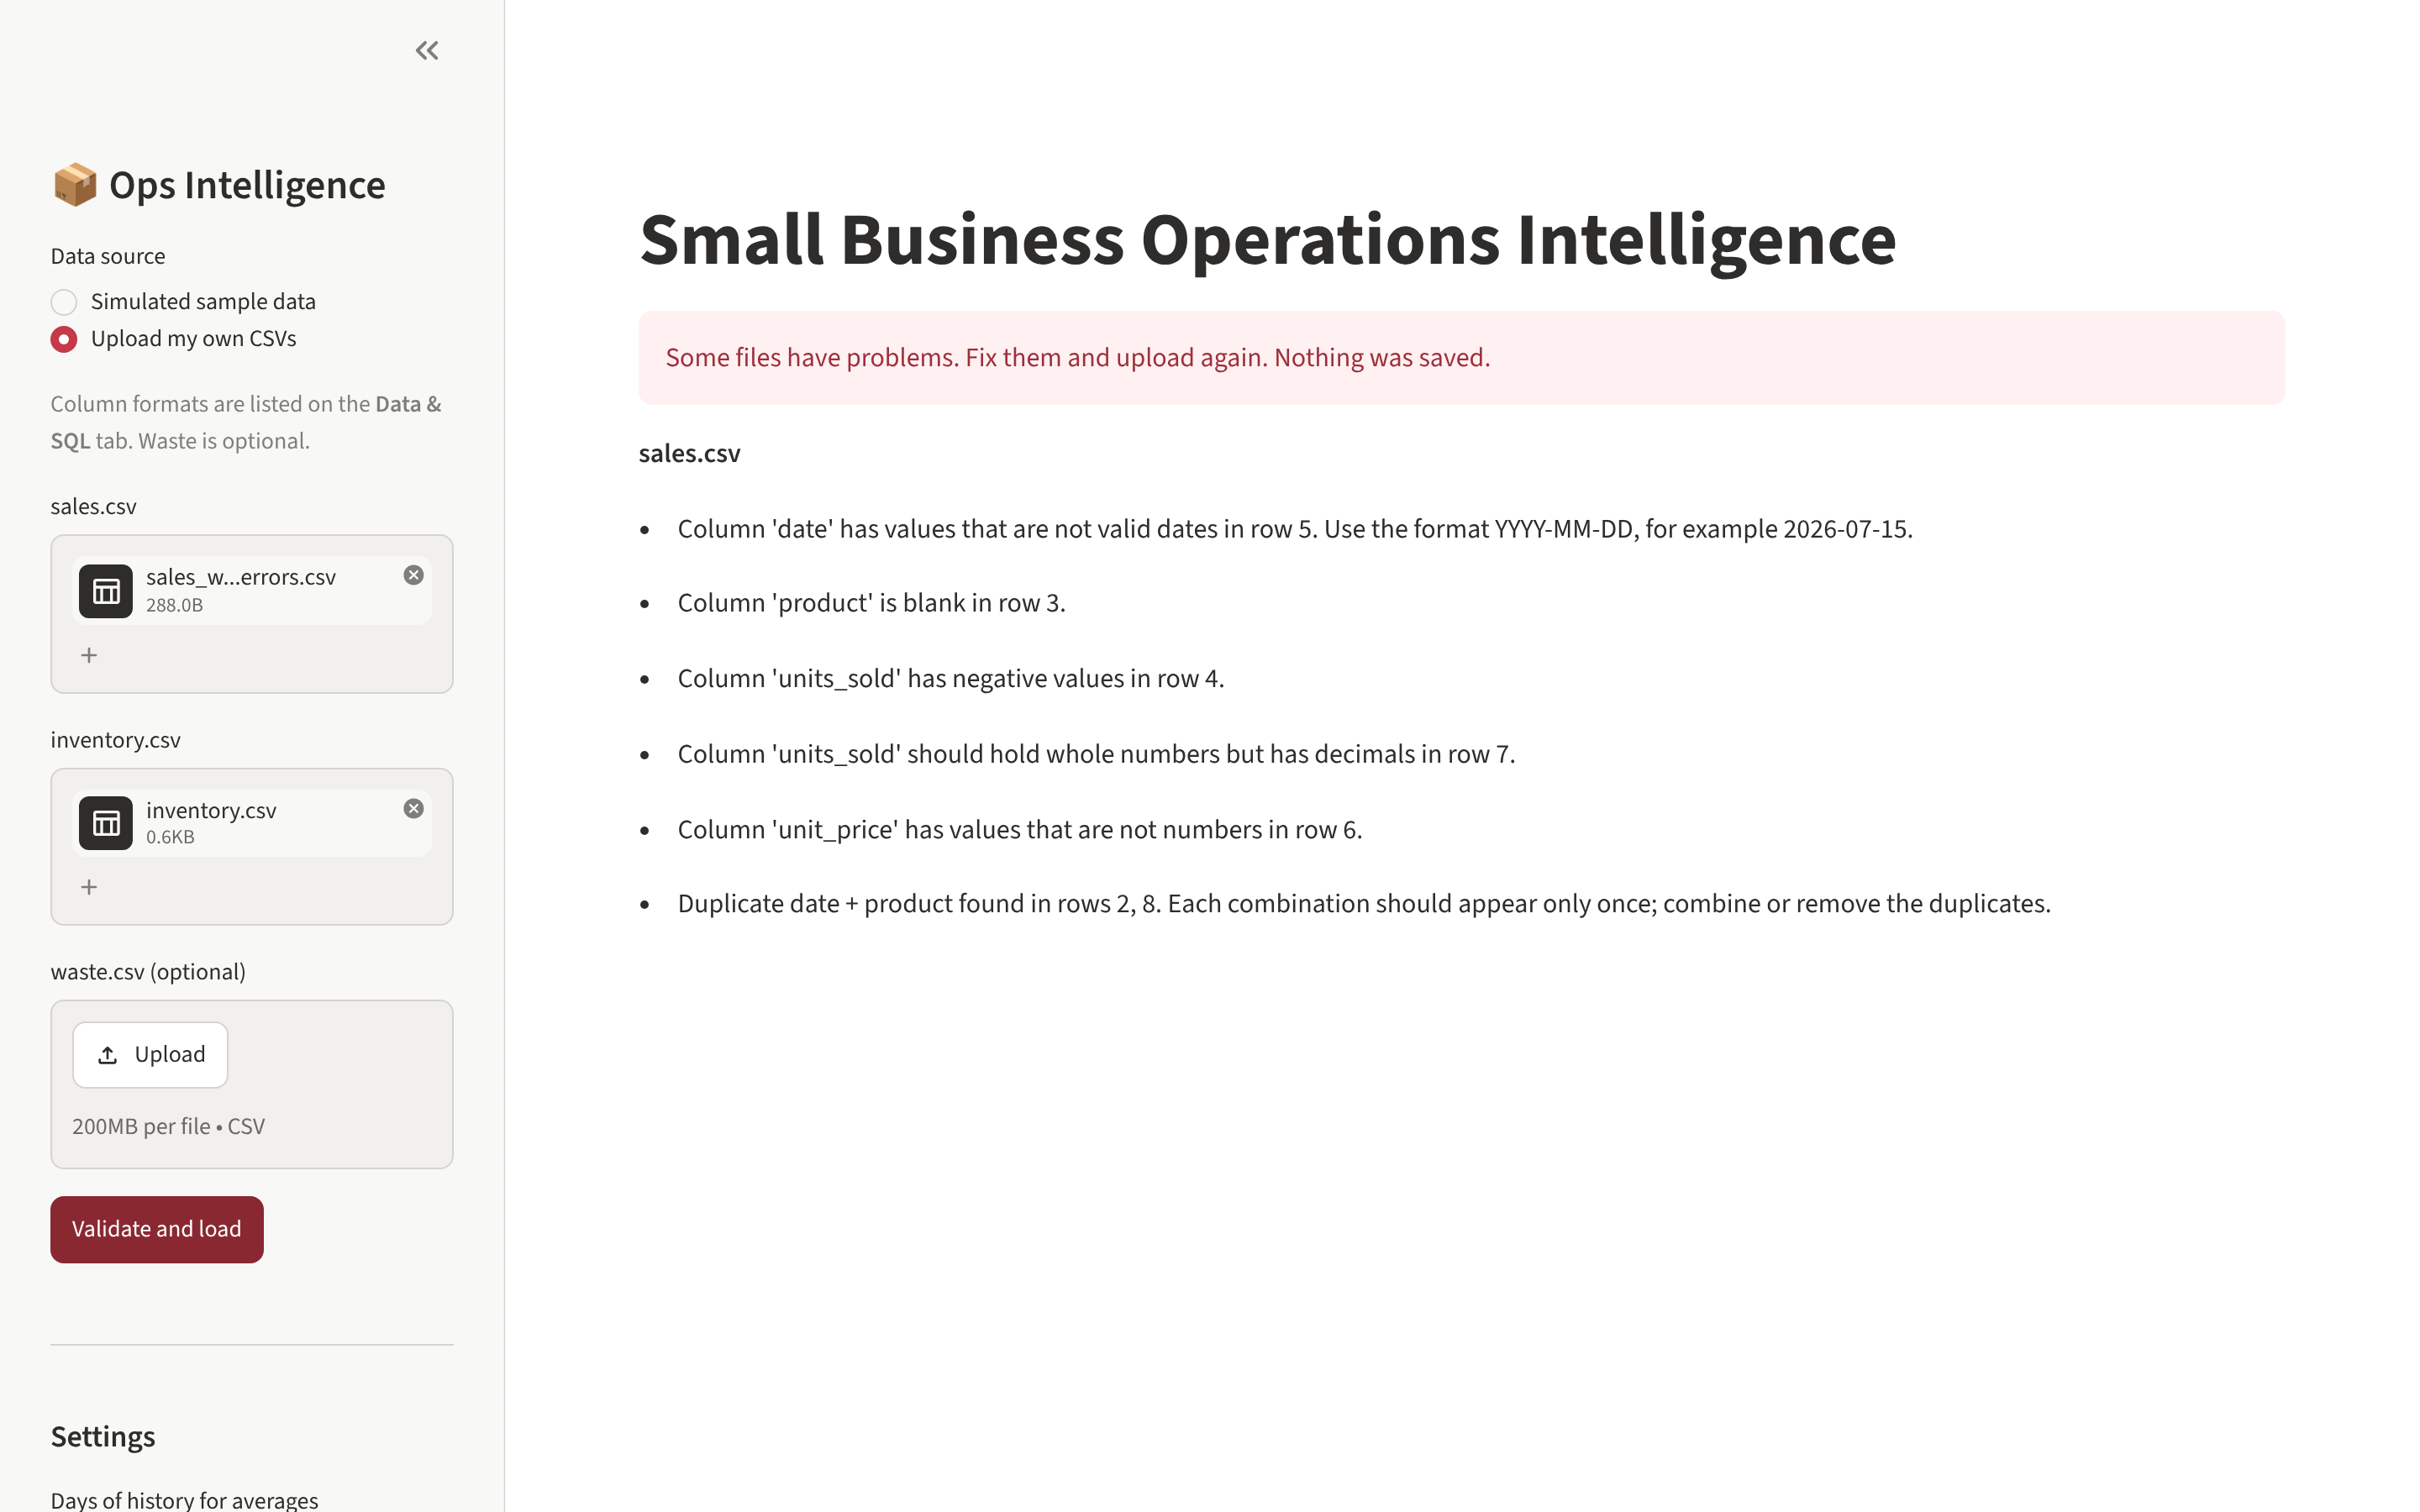 📦 Ops Intelligence
Data source
Simulated sample data
Upload my own CSVs
Column formats are listed on the Data &
SQL tab. Waste is optional.
sales.csv
sales_w...errors.csv
288.0B
inventory.csv
inventory.csv
0.6KB
waste.csv (optional)
Upload
200MB per file • CSV
Validate and load
Settings
Days of history for averages
Small Business Operations Intelligence
Some files have problems. Fix them and upload again. Nothing was saved.
sales.csv
• Column 'date' has values that are not valid dates in row 5. Use the format YYYY-MM-DD, for example 2026-07-15.
• Column 'product' is blank in row 3.
• Column 'units_sold' has negative values in row 4.
• Column 'units_sold' should hold whole numbers but has decimals in row 7.
• Column 'unit_price' has values that are not numbers in row 6.
• Duplicate date + product found in rows 2, 8. Each combination should appear only once; combine or remove the duplicates.